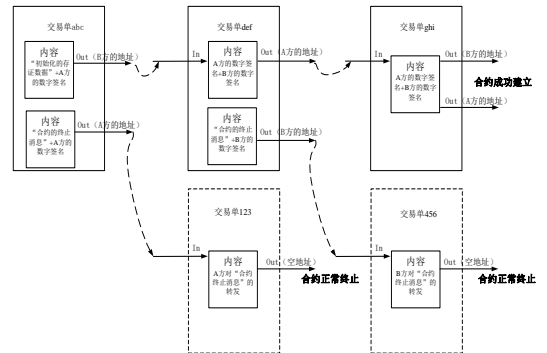 交易单abc
内容
“初始化的存
证数据”+A方
的数字签名
Out（B方的地址）
内容
“合约的终止
消息”+A方的
数字签名
Out（A方的地址）
交易单def
In
内容
A方的数字签
名+B方的数字
签名
Out（A方的地址）
内容
“合约的终止
消息”+B方的
数字签名
Out（B方的地址）
交易单ghi
In
内容
A方的数字签
名+B方的数字
签名
Out（B方的地址）
合约成功建立
Out（A方的地址）
交易单123
In
内容
A方对“合约
终止消息”的
转发
Out（空地址）
合约正常终止
交易单456
In
内容
B方对“合约
终止消息”的
转发
Out（空地址）
合约正常终止